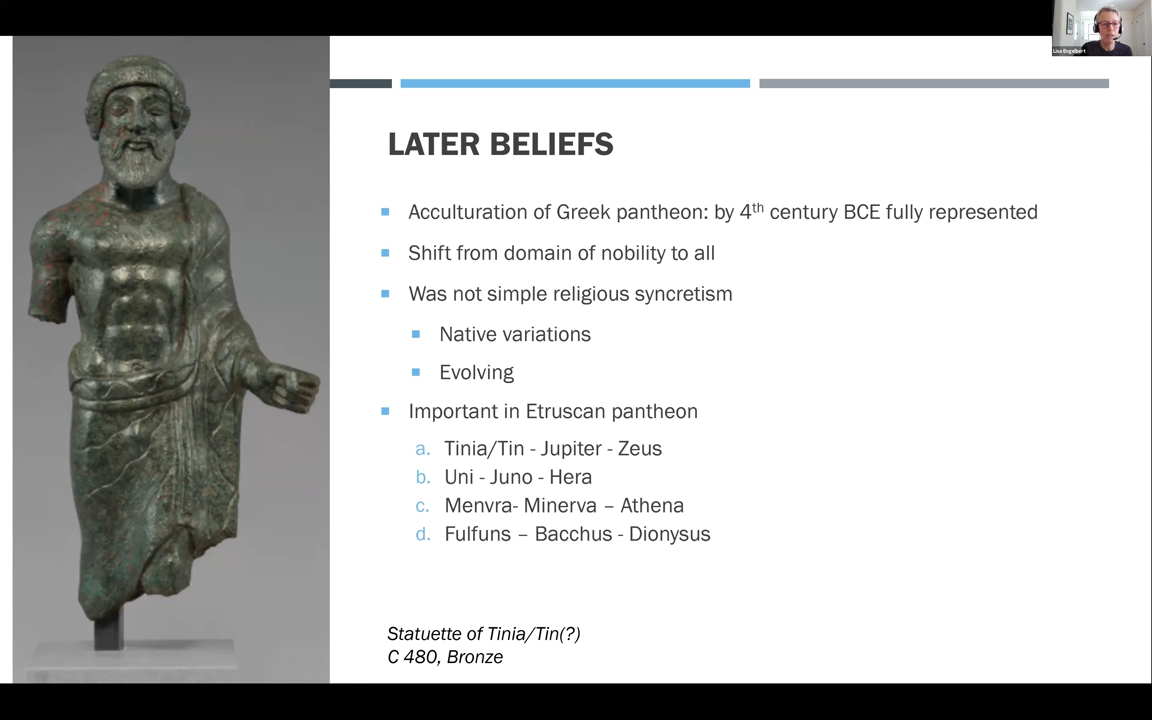 Lisa Engelbert
LATER BELIEFS
Acculturation of Greek pantheon: by 4th century BCE fully represented
Shift from domain of nobility to all
Was not simple religious syncretism
Native variations
Evolving
Important in Etruscan pantheon
a. Tinia/Tin - Jupiter - Zeus
b. Uni - Juno - Hera
c. Menvra- Minerva – Athena
d. Fulfuns – Bacchus - Dionysus
Statuette of Tinia/Tin(?)
C 480, Bronze